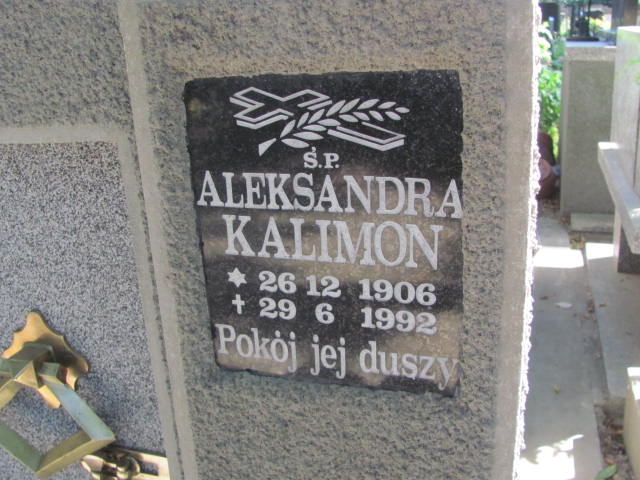 Ś.P.
ALEKSANDRA
KALIMON
* 26 12 1906
† 29 6 1992
Pokój jej duszy